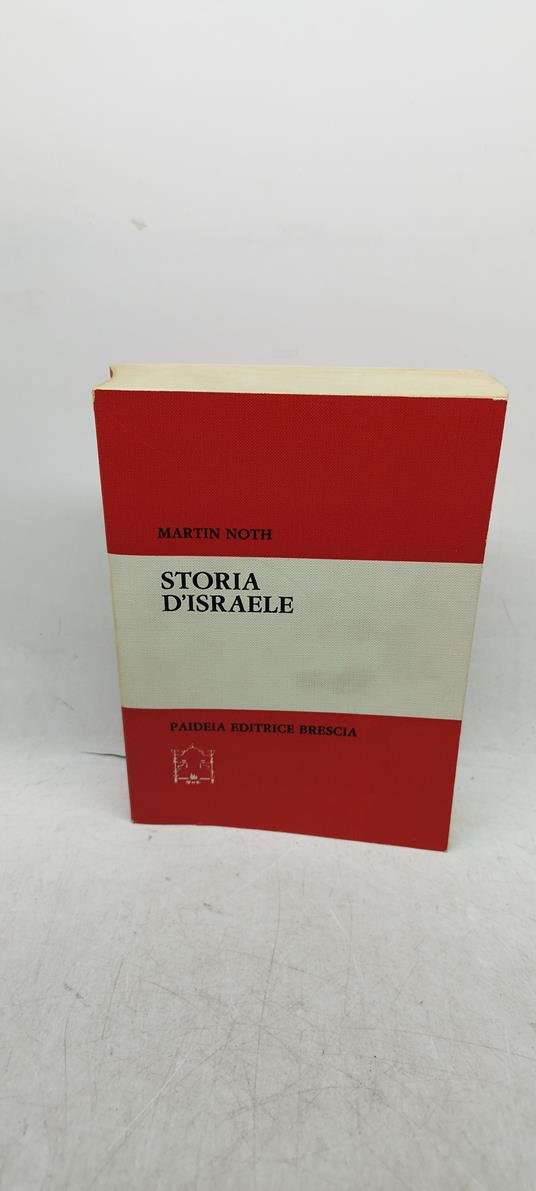 MARTIN NOTH
STORIA
D'ISRAELE
PAIDEIA EDITRICE BRESCIA